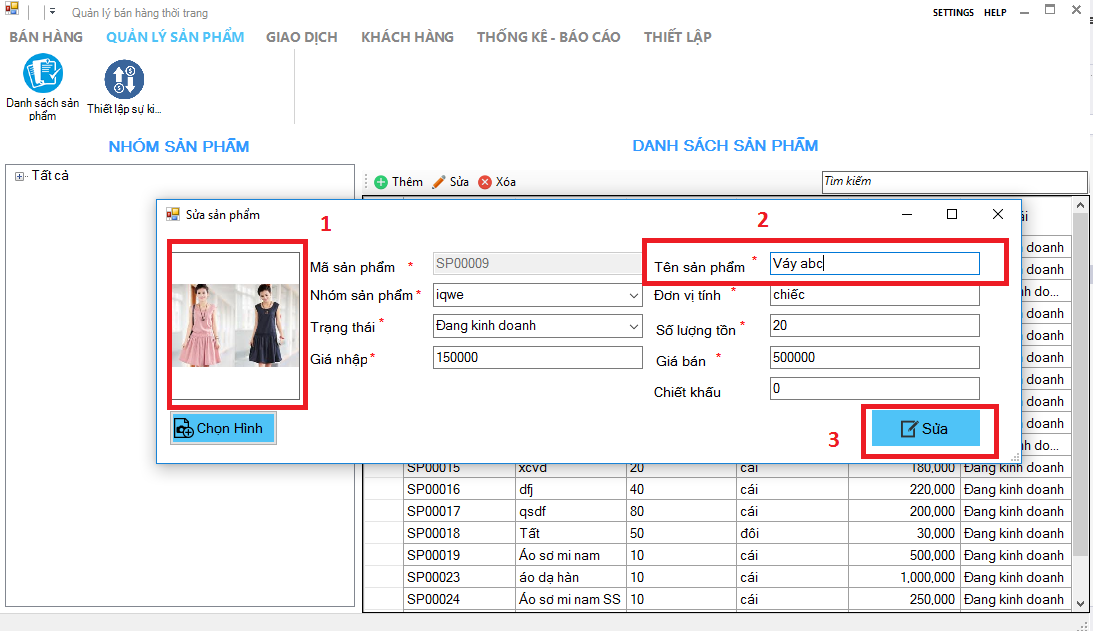 Quản lý bán hàng thời trang
SETTINGS HELP
BÁN HÀNG QUẢN LÝ SẢN PHẨM GIAO DỊCH KHÁCH HÀNG THỐNG KÊ - BÁO CÁO THIẾT LẬP
Danh sách sản phẩm
Thiết lập sự ki...
NHÓM SẢN PHẨM
DANH SÁCH SẢN PHẨM
Tất cả
Thêm Sửa Xóa
Tìm kiếm
Sửa sản phẩm
1
2
Mã sản phẩm * SP00009
Tên sản phẩm * Váy abc
Nhóm sản phẩm * iqwe
Đơn vị tính * chiếc
Trạng thái * Đang kinh doanh
Số lượng tồn * 20
Giá nhập * 150000
Giá bán * 500000
Chiết khấu 0
Chọn Hình
3
Sửa
doanh
doanh
nh do...
doanh
doanh
doanh
doanh
doanh
doanh
nh do...
SP00015 xcvd 20 cái 180,000 Đang kinh doanh
SP00016 dfj 40 cái 220,000 Đang kinh doanh
SP00017 qsdf 80 cái 200,000 Đang kinh doanh
SP00018 Tất 50 đôi 30,000 Đang kinh doanh
SP00019 Áo sơ mi nam 10 cái 500,000 Đang kinh doanh
SP00023 áo dạ hàn 10 cái 1,000,000 Đang kinh doanh
SP00024 Áo sơ mi nam SS 10 cái 250,000 Đang kinh doanh